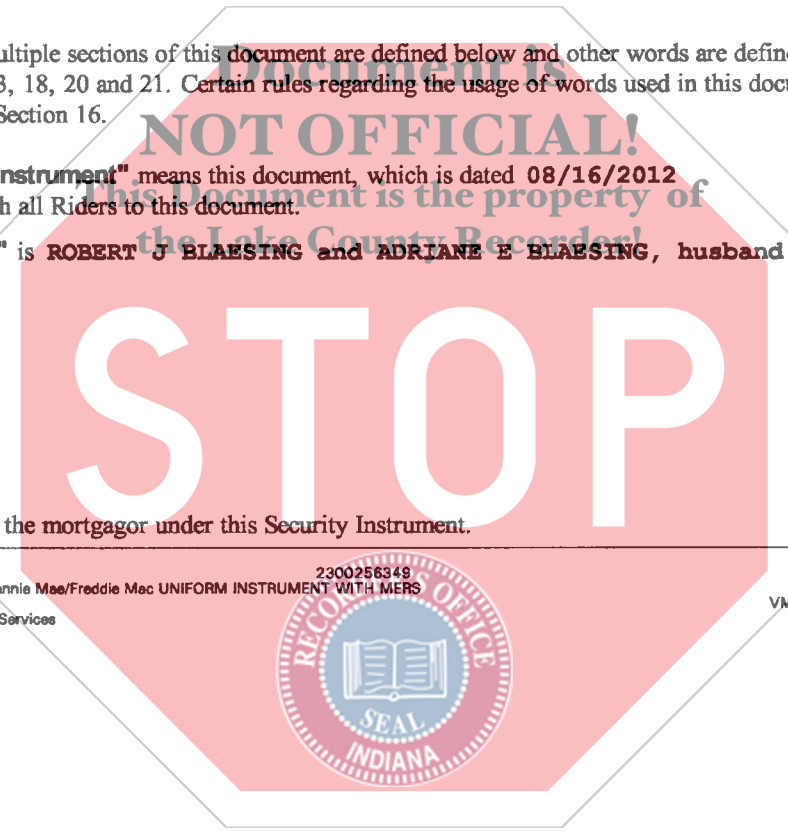 ultiple sections of this document are defined below and other words are define
3, 18, 20 and 21. Certain rules regarding the usage of words used in this docu
Section 16.
Document is
NOT OFFICIAL!
This Document is the property of
the Lake County Recorder!
nstrument" means this document, which is dated 08/16/2012
h all Riders to this document.
" is ROBERT J BLAESING and ADRIANE E BLAESING, husband
STOP
the mortgagor under this Security Instrument.
2300256349
nnie Mae/Freddie Mac UNIFORM INSTRUMENT WITH MERS
VM
Services
RECORDER'S OFFICE
SEAL
INDIANA